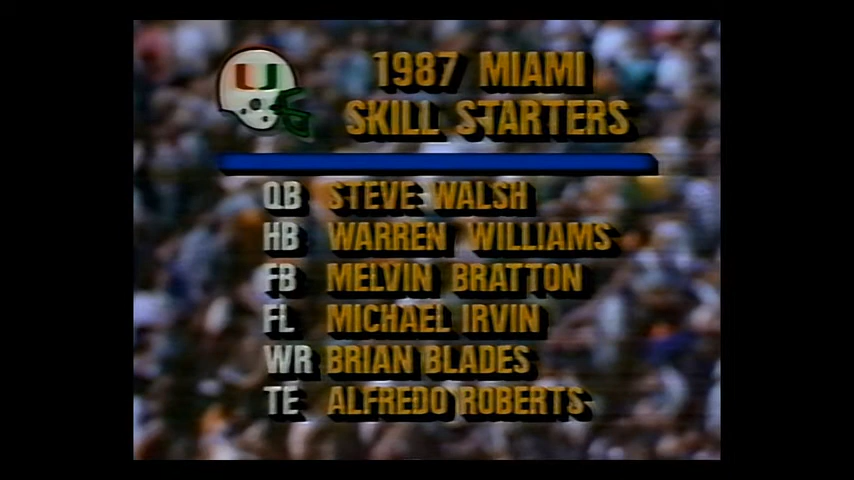 U
1987 MIAMI
SKILL STARTERS
QB STEVE WALSH
HB WARREN WILLIAMS
FB MELVIN BRATTON
FL MICHAEL IRVIN
WR BRIAN BLADES
TE ALFREDO ROBERTS